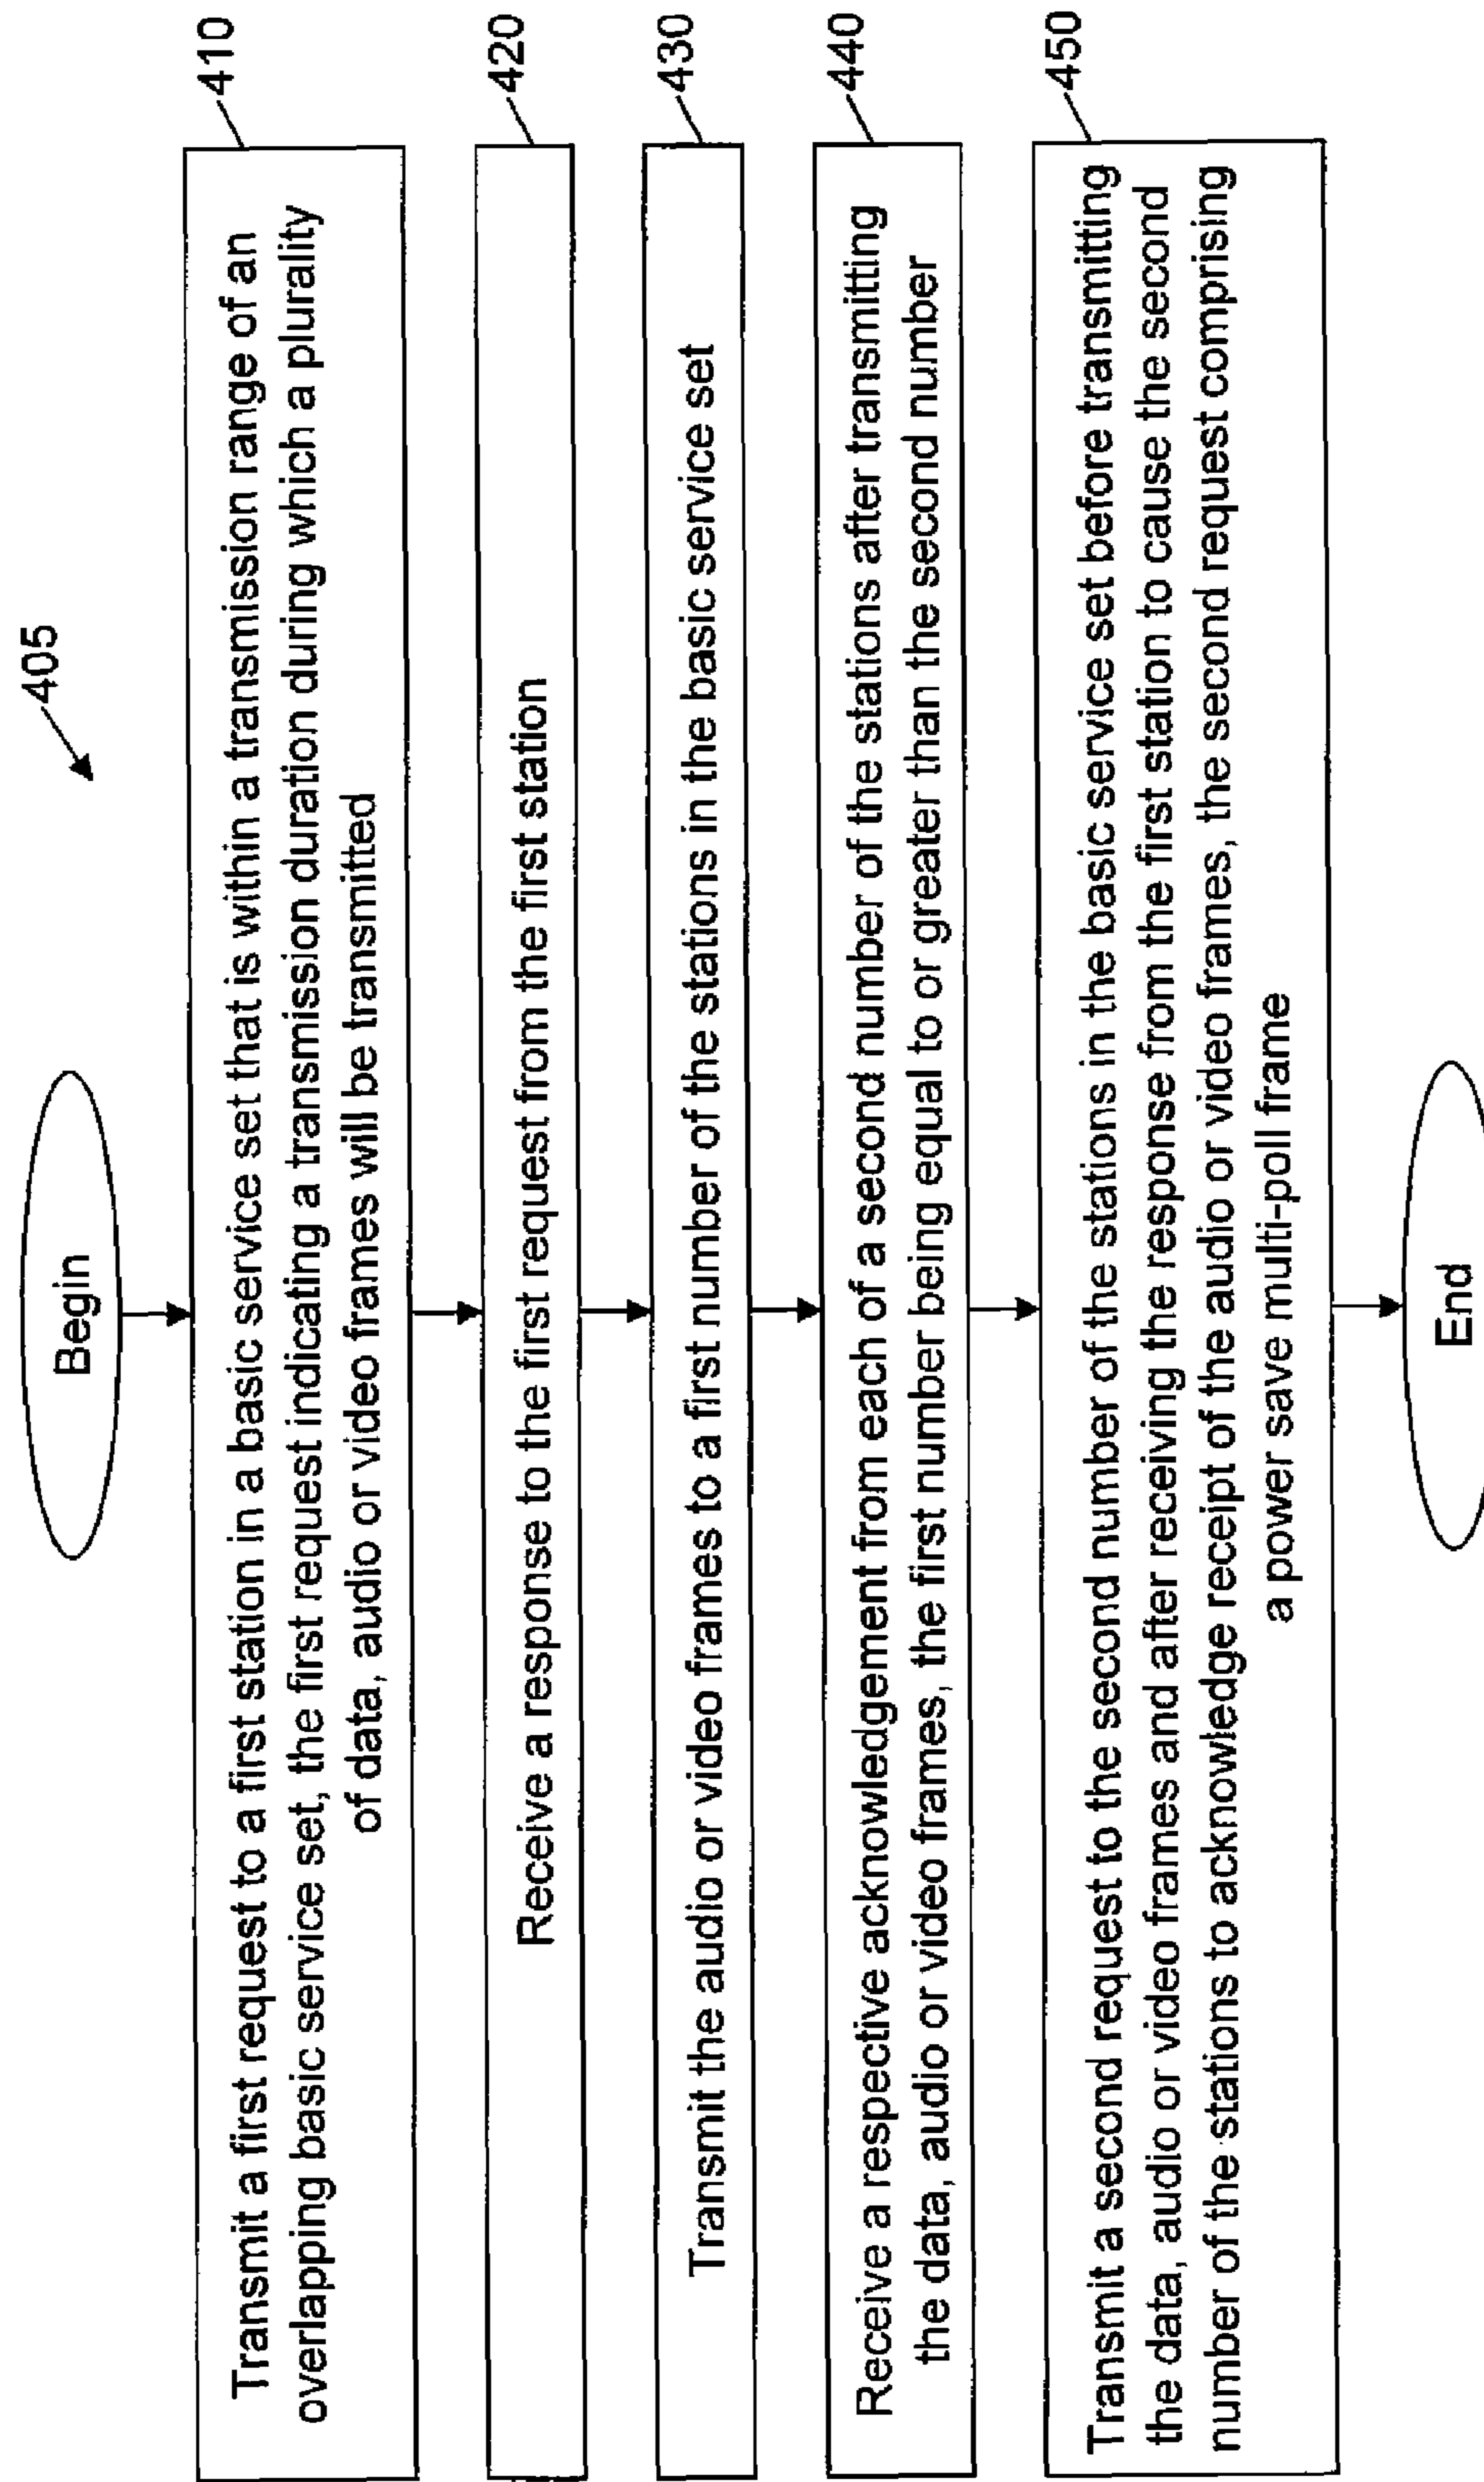 405
Begin
410
Transmit a first request to a first station in a basic service set that is within a transmission range of an
overlapping basic service set, the first request indicating a transmission duration during which a plurality
of data, audio or video frames will be transmitted
420
Receive a response to the first request from the first station
430
Transmit the audio or video frames to a first number of the stations in the basic service set
440
Receive a respective acknowledgement from each of a second number of the stations after transmitting
the data, audio or video frames, the first number being equal to or greater than the second number
450
Transmit a second request to the second number of the stations in the basic service set before transmitting
the data, audio or video frames and after receiving the response from the first station to cause the second
number of the stations to acknowledge receipt of the audio or video frames, the second request comprising
a power save multi-poll frame
End